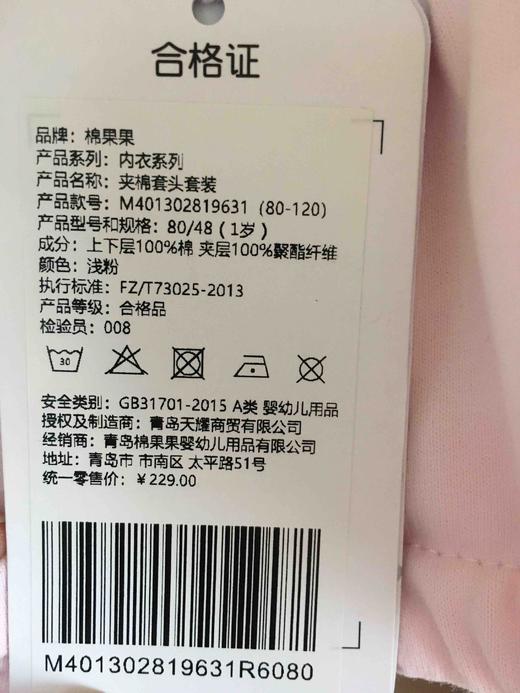 合格证
品牌：棉果果
产品系列：内衣系列
产品名称：夹棉套头套装
产品款号：M401302819631（80-120）
产品型号和规格：80/48（1岁）
成分：上下层100%棉 夹层100%聚酯纤维
颜色：浅粉
执行标准：FZ/T73025-2013
产品等级：合格品
检验员：008
30
安全类别：GB31701-2015 A类 婴幼儿用品
授权及制造商：青岛天耀商贸有限公司
经销商：青岛棉果果婴幼儿用品有限公司
地址：青岛市 市南区 太平路51号
统一零售价：￥229.00
M401302819631R6080